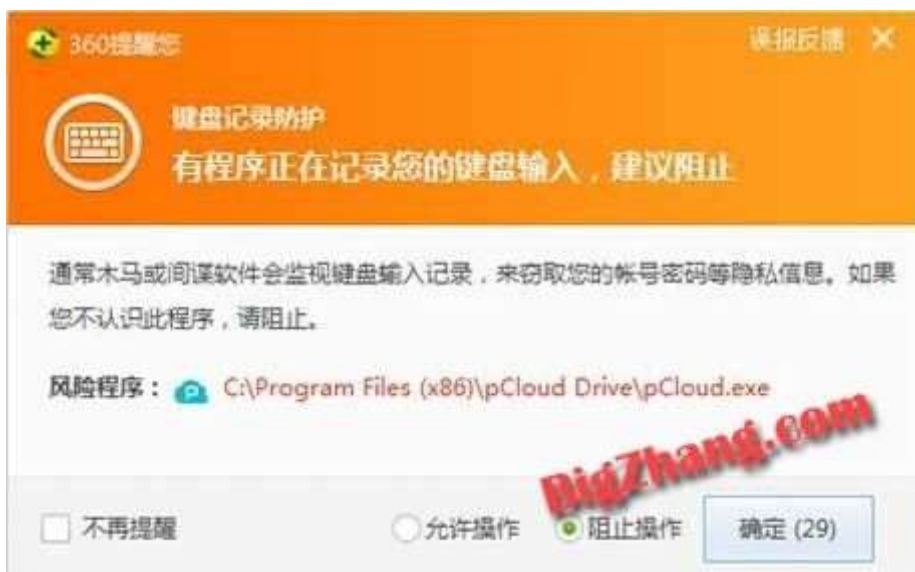 360提醒您
误报反馈
键盘记录防护
有程序正在记录您的键盘输入，建议阻止
通常木马或间谍软件会监视键盘输入记录，来窃取您的帐号密码等隐私信息。如果
您不认识此程序，请阻止。
风险程序： C:\Program Files (x86)\pCloud Drive\pCloud.exe
BigZhang.com
不再提醒 允许操作 阻止操作 确定 (29)